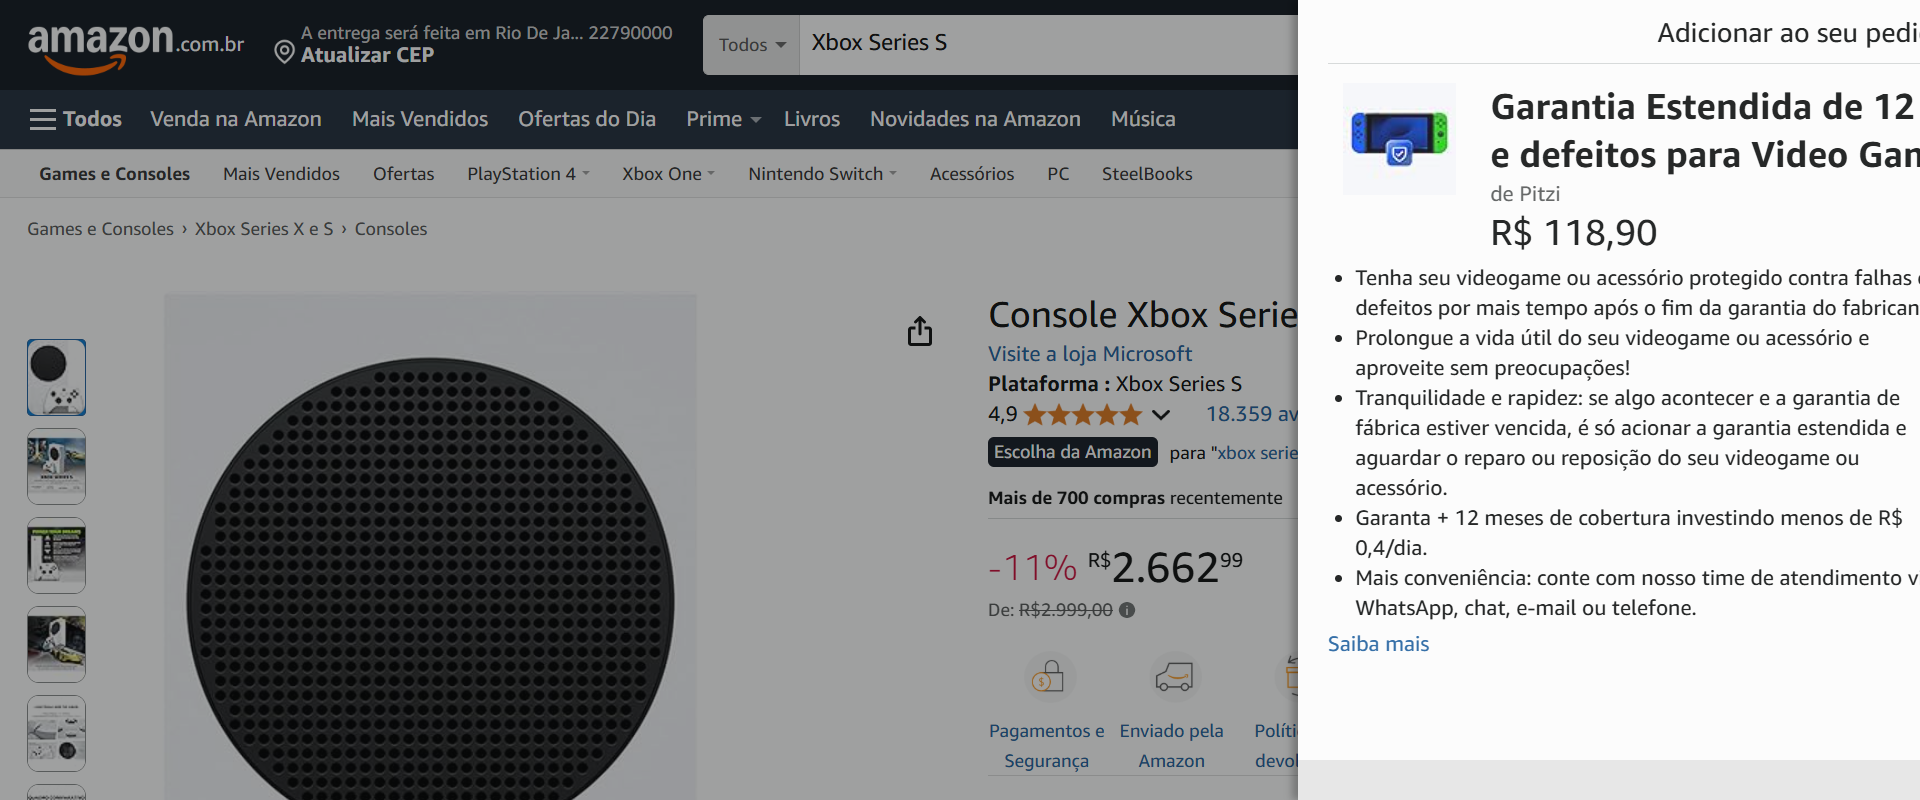 amazon.com.br
A entrega será feita em Rio De Ja... 22790000
Atualizar CEP
Todos
Xbox Series S
Todos
Venda na Amazon
Mais Vendidos
Ofertas do Dia
Prime
Livros
Novidades na Amazon
Música
Games e Consoles
Mais Vendidos
Ofertas
PlayStation 4
Xbox One
Nintendo Switch
Acessórios
PC
SteelBooks
Games e Consoles › Xbox Series X e S › Consoles
Console Xbox Serie
Visite a loja Microsoft
Plataforma : Xbox Series S
4,9
18.359 av
Escolha da Amazon para "xbox serie
Mais de 700 compras recentemente
-11% R$2.66299
De: R$2.999,00
Pagamentos e
Segurança
Enviado pela
Amazon
Políti
devol
Adicionar ao seu pedi
Garantia Estendida de 12
e defeitos para Video Gan
de Pitzi
R$ 118,90
Tenha seu videogame ou acessório protegido contra falhas
defeitos por mais tempo após o fim da garantia do fabrican
Prolongue a vida útil do seu videogame ou acessório e
aproveite sem preocupações!
Tranquilidade e rapidez: se algo acontecer e a garantia de
fábrica estiver vencida, é só acionar a garantia estendida e
aguardar o reparo ou reposição do seu videogame ou
acessório.
Garanta + 12 meses de cobertura investindo menos de R$
0,4/dia.
Mais conveniência: conte com nosso time de atendimento v
WhatsApp, chat, e-mail ou telefone.
Saiba mais